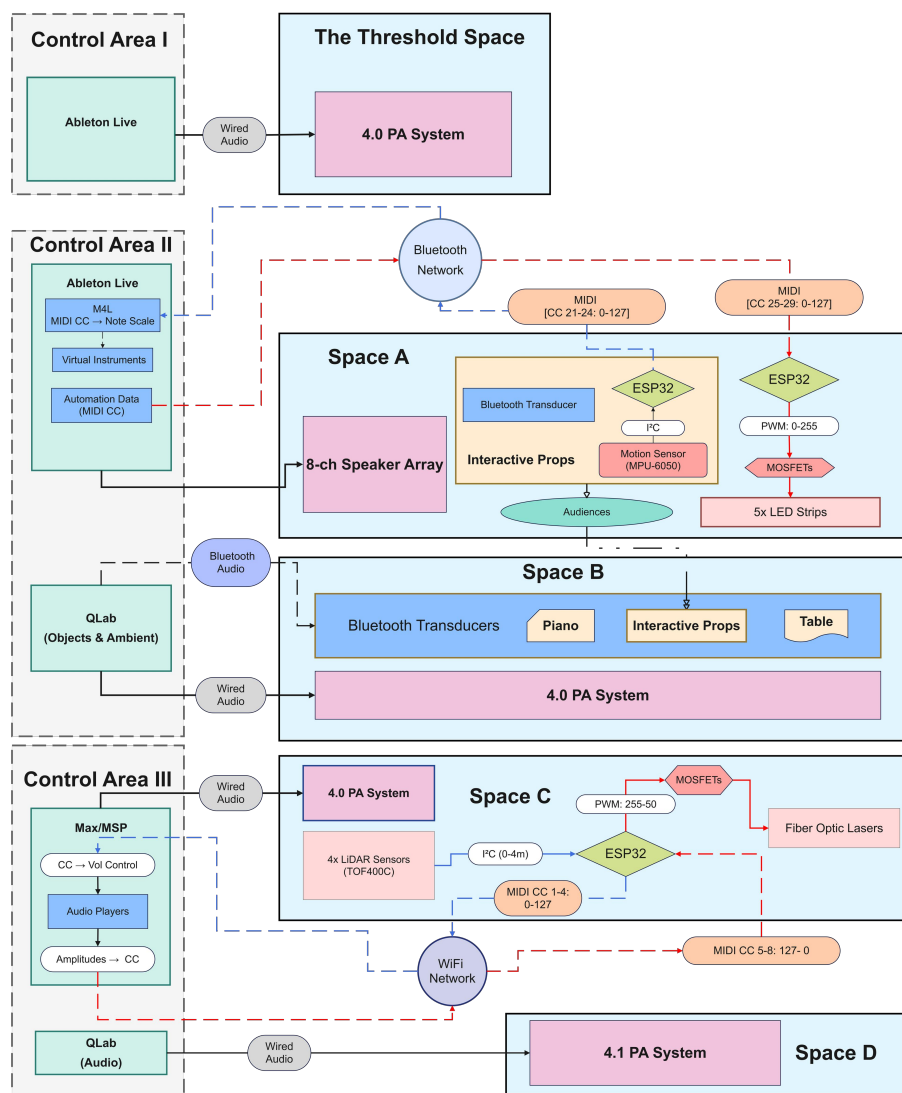 Control Area I
The Threshold Space
Ableton Live
Wired
Audio
4.0 PA System
Control Area II
Ableton Live
M4L
MIDI CC → Note Scale
Virtual Instruments
Automation Data
(MIDI CC)
Bluetooth
Network
MIDI
[CC 21-24: 0-127]
MIDI
[CC 25-29: 0-127]
Space A
ESP32
Bluetooth Transducer
I²C
Interactive Props
Motion Sensor
(MPU-6050)
8-ch Speaker Array
Audiences
ESP32
PWM: 0-255
MOSFETs
5x LED Strips
QLab
(Objects & Ambient)
Bluetooth
Audio
Space B
Bluetooth Transducers
Piano
Interactive Props
Table
Wired
Audio
4.0 PA System
Control Area III
Max/MSP
CC → Vol Control
Audio Players
Amplitudes → CC
QLab
(Audio)
Wired
Audio
4.0 PA System
Space C
MOSFETs
PWM: 255-50
Fiber Optic Lasers
4x LiDAR Sensors
(TOF400C)
I²C (0-4m)
ESP32
MIDI CC 1-4:
0-127
WiFi
Network
MIDI CC 5-8: 127- 0
Wired
Audio
4.1 PA System
Space D